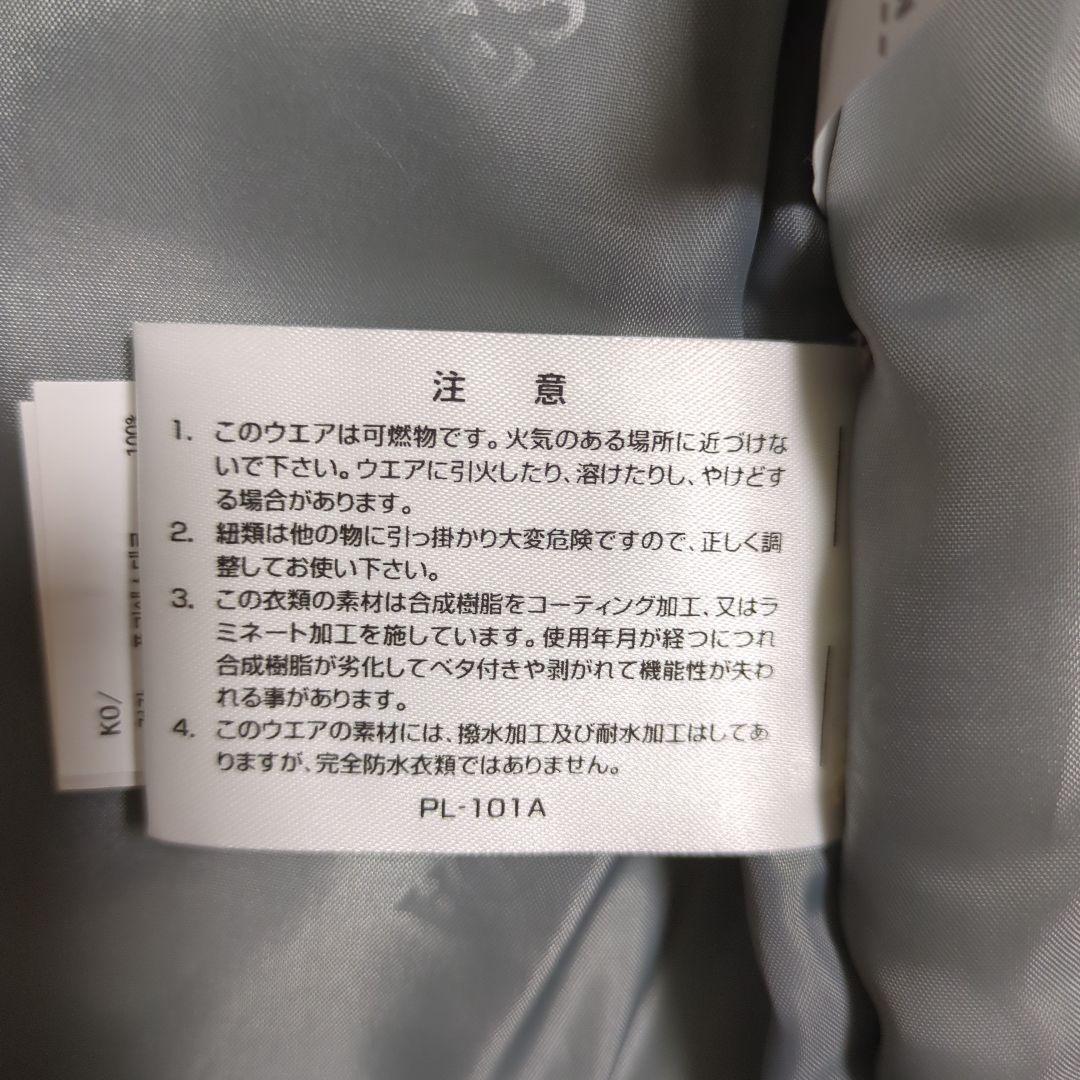 注 意
1. このウエアは可燃物です。火気のある場所に近づけな
いで下さい。ウエアに引火したり、溶けたりし、やけどす
る場合があります。
2. 紐類は他の物に引っ掛かり大変危険ですので、正しく調
整してお使い下さい。
3. この衣類の素材は合成樹脂をコーティング加工、又はラ
ミネート加工を施しています。使用年月が経つにつれ
合成樹脂が劣化してベタ付きや剥がれて機能性が失わ
れる事があります。
4. このウエアの素材には、撥水加工及び耐水加工はしてあ
りますが、完全防水衣類ではありません。
PL-101A
100%
K0/